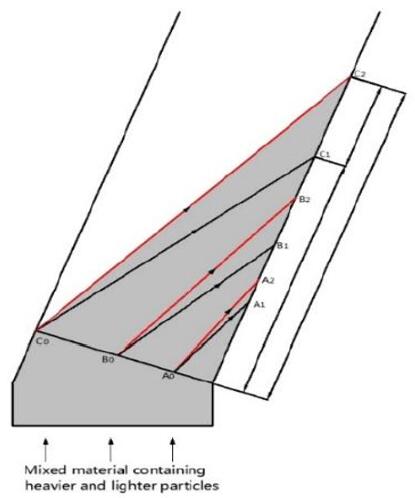 C2
C1
B2
B1
A2
A1
C0
B0
A0
Mixed material containing
heavier and lighter particles